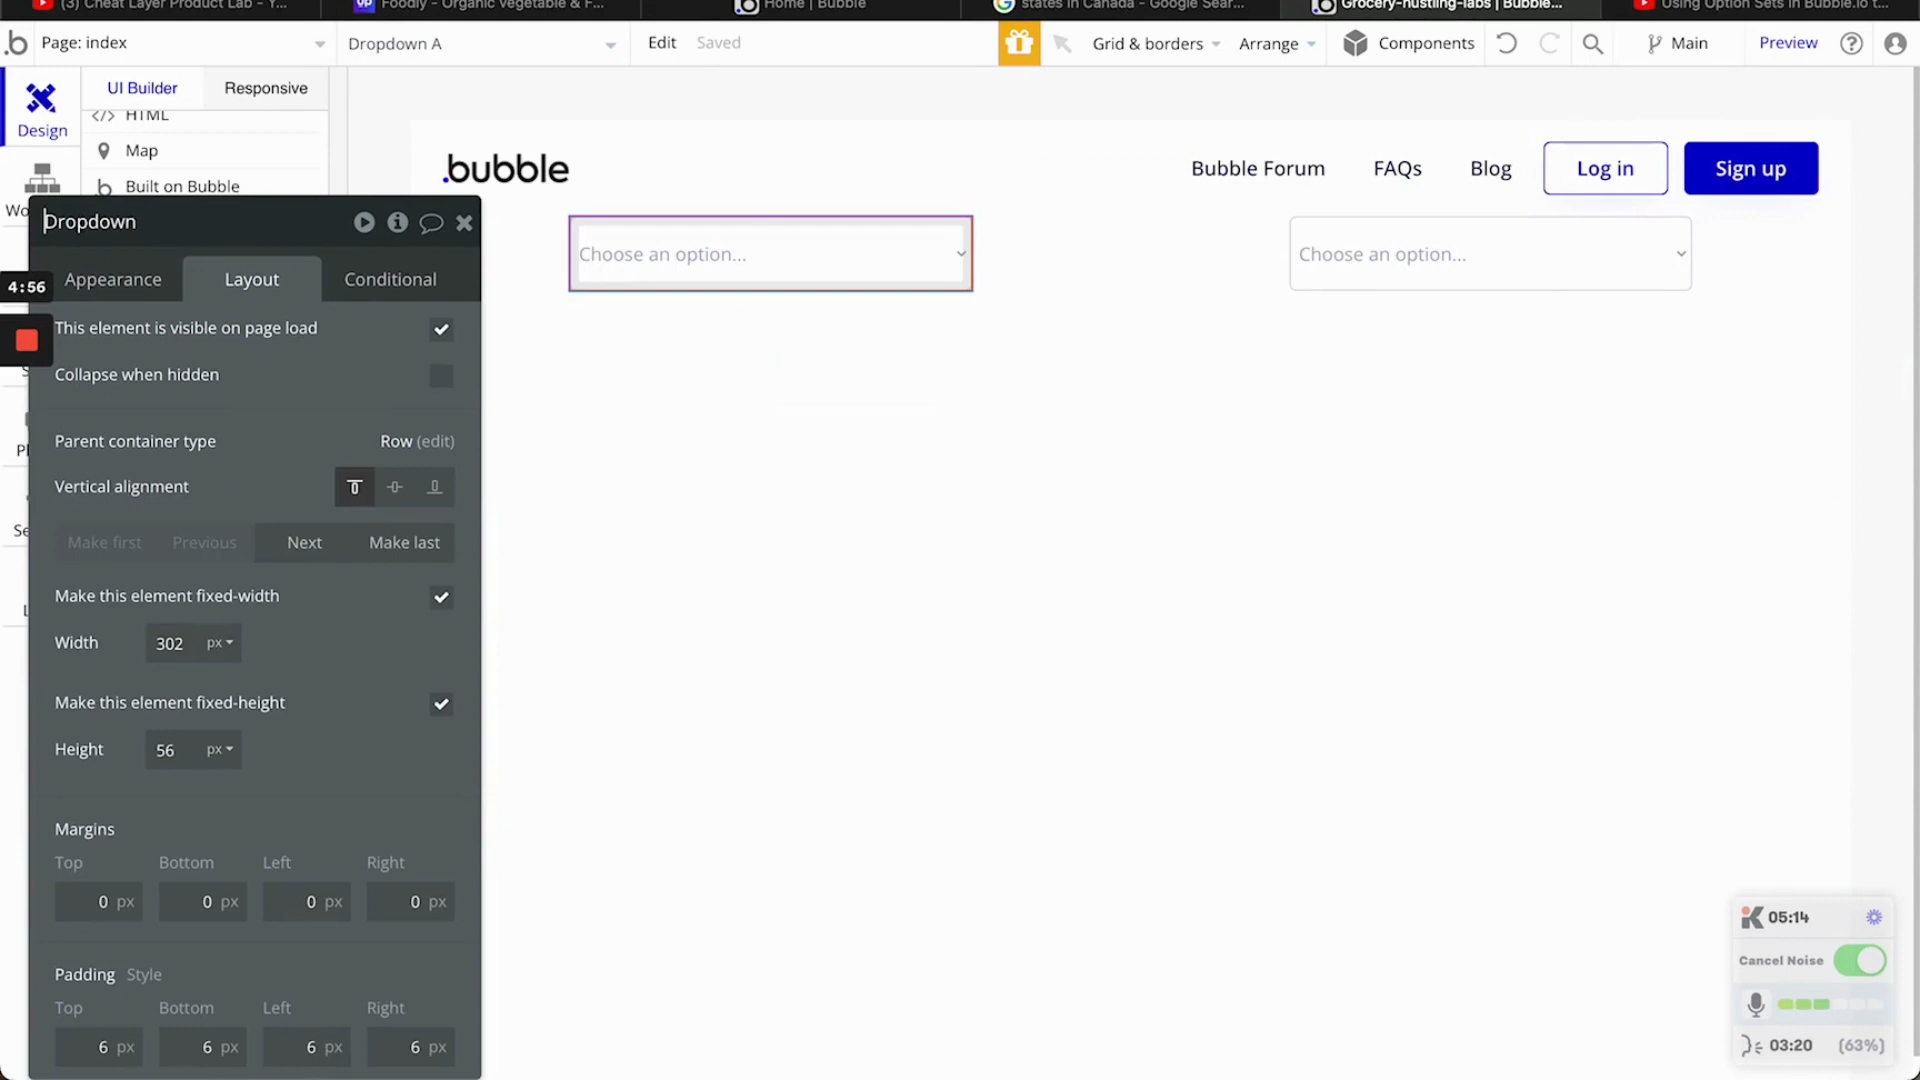 (3) Cheat Layer Product Lab - Y...
Foodly - Organic Vegetable & F...
Home | Bubble
states in Canada - Google Sear...
Grocery-hustling-labs | Bubble...
Using Option Sets in Bubble.io t...
Page: index
Dropdown A
Edit
Saved
Grid & borders
Arrange
Components
Main
Preview
UI Builder
Responsive
Design
HTML
Map
Built on Bubble
.bubble
Bubble Forum
FAQs
Blog
Log in
Sign up
Dropdown
Choose an option...
Choose an option...
4:56
Appearance
Layout
Conditional
This element is visible on page load
Collapse when hidden
Parent container type
Row (edit)
Vertical alignment
Make first
Previous
Next
Make last
Make this element fixed-width
Width
302 px
Make this element fixed-height
Height
56 px
Margins
Top
Bottom
Left
Right
0 px
0 px
0 px
0 px
Padding
Style
Top
Bottom
Left
Right
6 px
6 px
6 px
6 px
05:14
Cancel Noise
03:20
(63%)